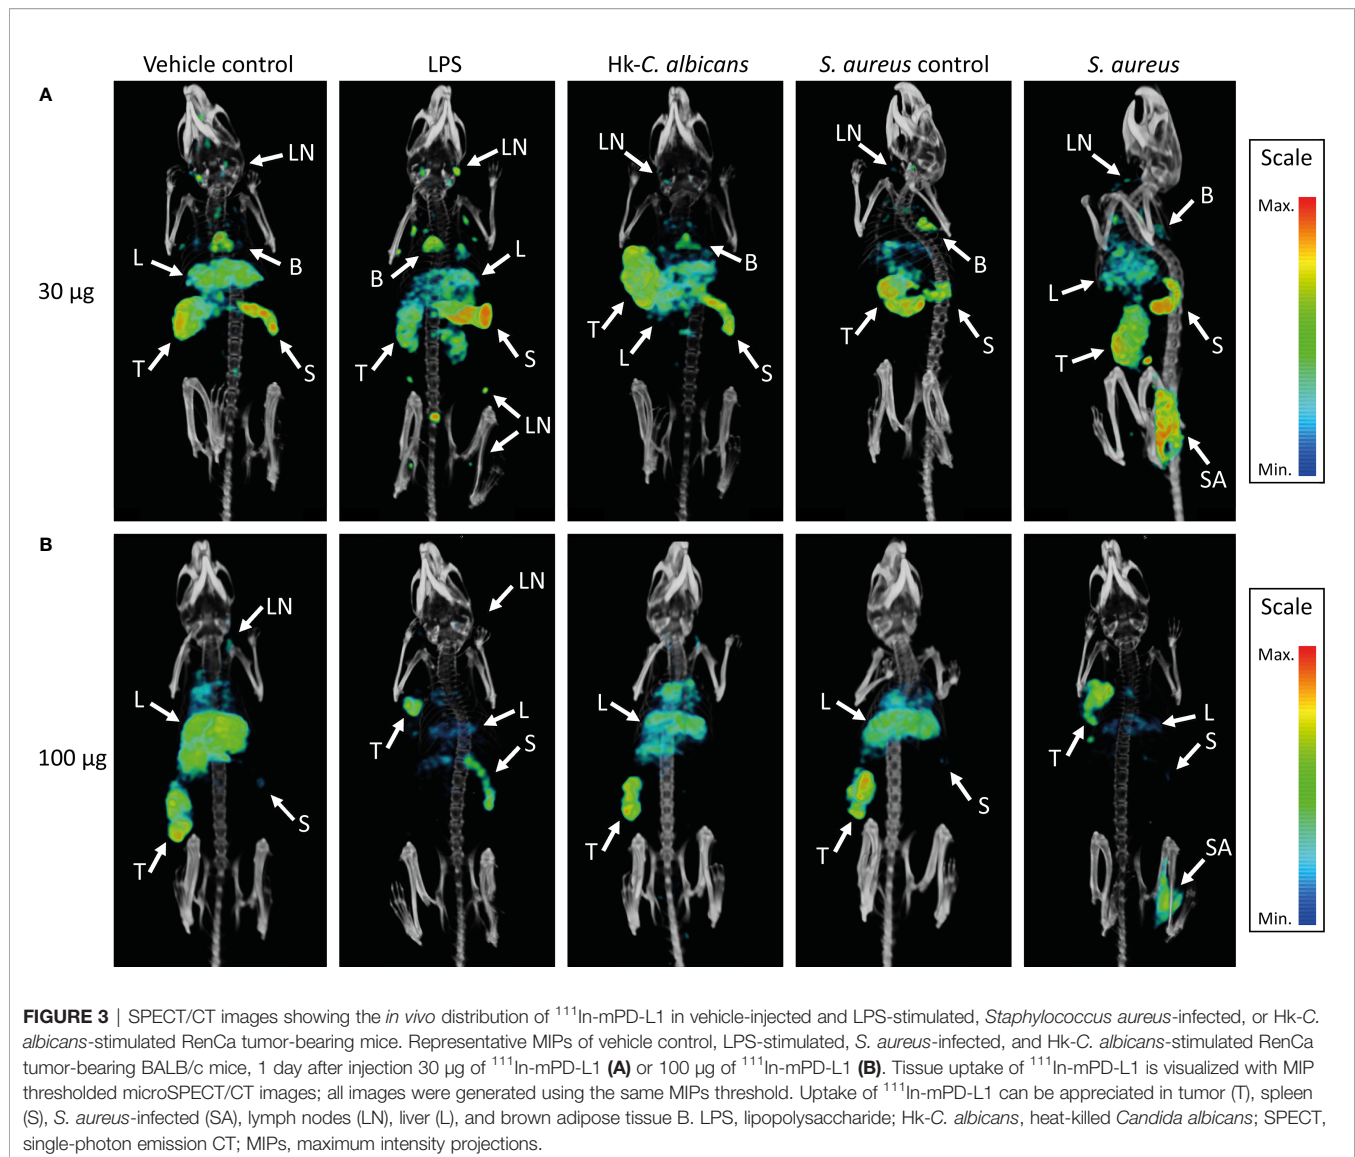 Vehicle control LPS Hk-C. albicans S. aureus control S. aureus
A
LN LN LN LN LN B
L B B L B B L
30 µg
T S T S T L S T S T S
LN SA
Scale
Max.
Min.
B
LN LN
L T L S L L T L S
100 µg
T S T T S SA
Scale
Max.
Min.
FIGURE 3 | SPECT/CT images showing the in vivo distribution of ¹¹¹In-mPD-L1 in vehicle-injected and LPS-stimulated, Staphylococcus aureus-infected, or Hk-C.
albicans-stimulated RenCa tumor-bearing mice. Representative MIPs of vehicle control, LPS-stimulated, S. aureus-infected, and Hk-C. albicans-stimulated RenCa
tumor-bearing BALB/c mice, 1 day after injection 30 µg of ¹¹¹In-mPD-L1 (A) or 100 µg of ¹¹¹In-mPD-L1 (B). Tissue uptake of ¹¹¹In-mPD-L1 is visualized with MIP
thresholded microSPECT/CT images; all images were generated using the same MIPs threshold. Uptake of ¹¹¹In-mPD-L1 can be appreciated in tumor (T), spleen
(S), S. aureus-infected (SA), lymph nodes (LN), liver (L), and brown adipose tissue B. LPS, lipopolysaccharide; Hk-C. albicans, heat-killed Candida albicans; SPECT,
single-photon emission CT; MIPs, maximum intensity projections.